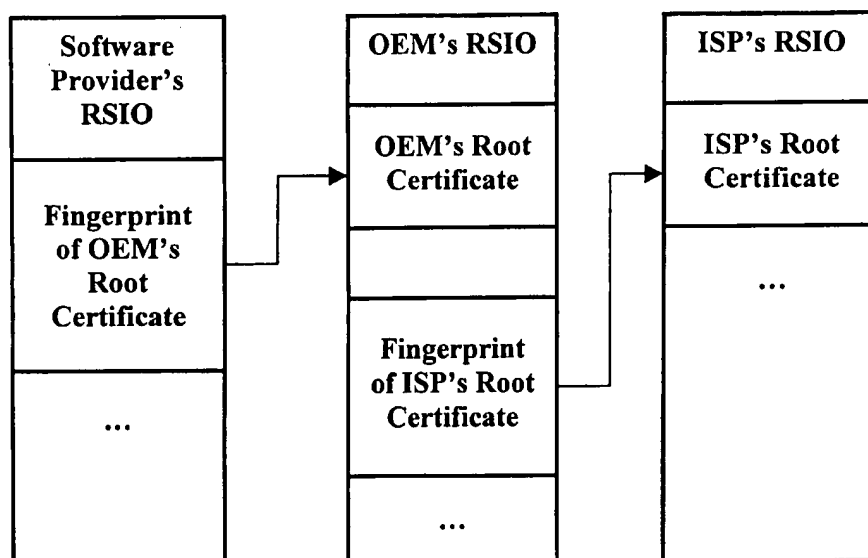 Software
Provider's
RSIO
Fingerprint
of OEM's
Root
Certificate
...
OEM's RSIO
OEM's Root
Certificate
Fingerprint
of ISP's Root
Certificate
...
ISP's RSIO
ISP's Root
Certificate
...